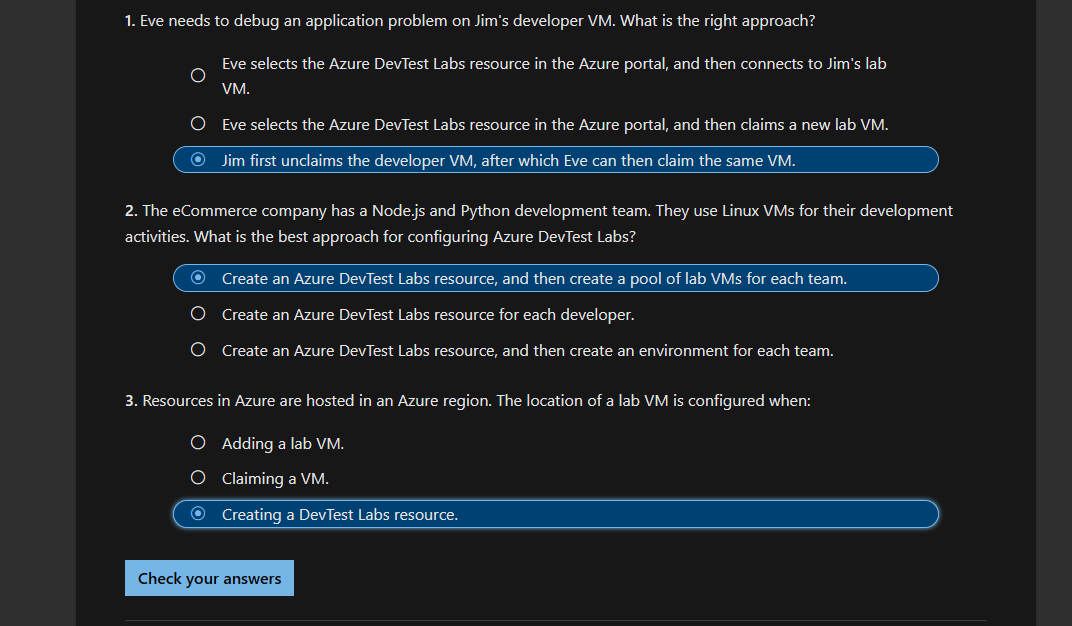 1. Eve needs to debug an application problem on Jim's developer VM. What is the right approach?
Eve selects the Azure DevTest Labs resource in the Azure portal, and then connects to Jim's lab
VM.
Eve selects the Azure DevTest Labs resource in the Azure portal, and then claims a new lab VM.
Jim first unclaims the developer VM, after which Eve can then claim the same VM.
2. The eCommerce company has a Node.js and Python development team. They use Linux VMs for their development
activities. What is the best approach for configuring Azure DevTest Labs?
Create an Azure DevTest Labs resource, and then create a pool of lab VMs for each team.
Create an Azure DevTest Labs resource for each developer.
Create an Azure DevTest Labs resource, and then create an environment for each team.
3. Resources in Azure are hosted in an Azure region. The location of a lab VM is configured when:
Adding a lab VM.
Claiming a VM.
Creating a DevTest Labs resource.
Check your answers